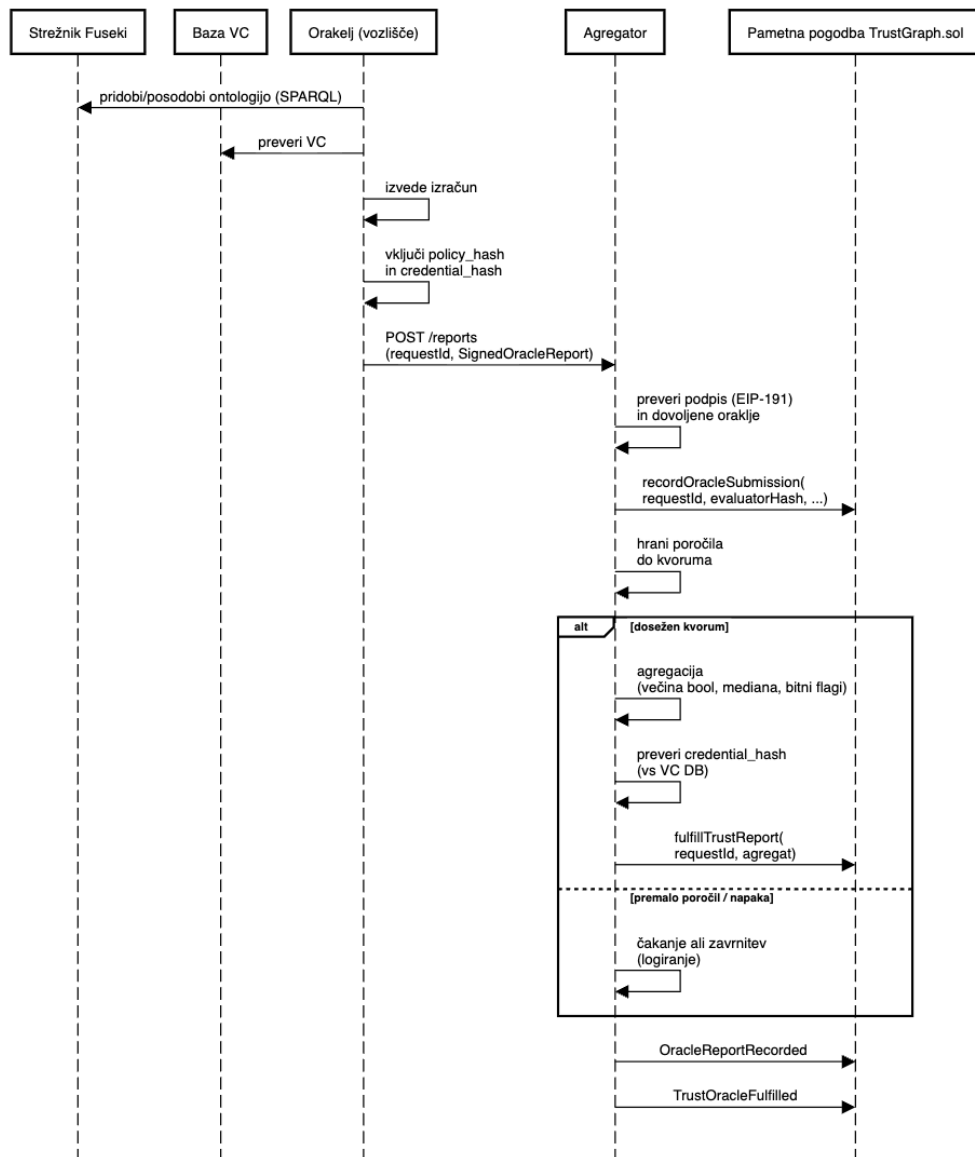 Strežnik Fuseki
Baza VC
Orakelj (vozlišče)
Agregator
Pametna pogodba TrustGraph.sol
pridobi/posodobi ontologijo (SPARQL)
preveri VC
izvede izračun
vključi policy_hash
in credential_hash
POST /reports
(requestId, SignedOracleReport)
preveri podpis (EIP-191)
in dovoljene oraklje
recordOracleSubmission(
requestId, evaluatorHash, ...)
hrani poročila
do kvoruma
alt
[dosežen kvorum]
agregacija
(večina bool, mediana, bitni flagi)
preveri credential_hash
(vs VC DB)
fulfillTrustReport(
requestId, agregat)
[premalo poročil / napaka]
čakanje ali zavrnitev
(logiranje)
OracleReportRecorded
TrustOracleFulfilled